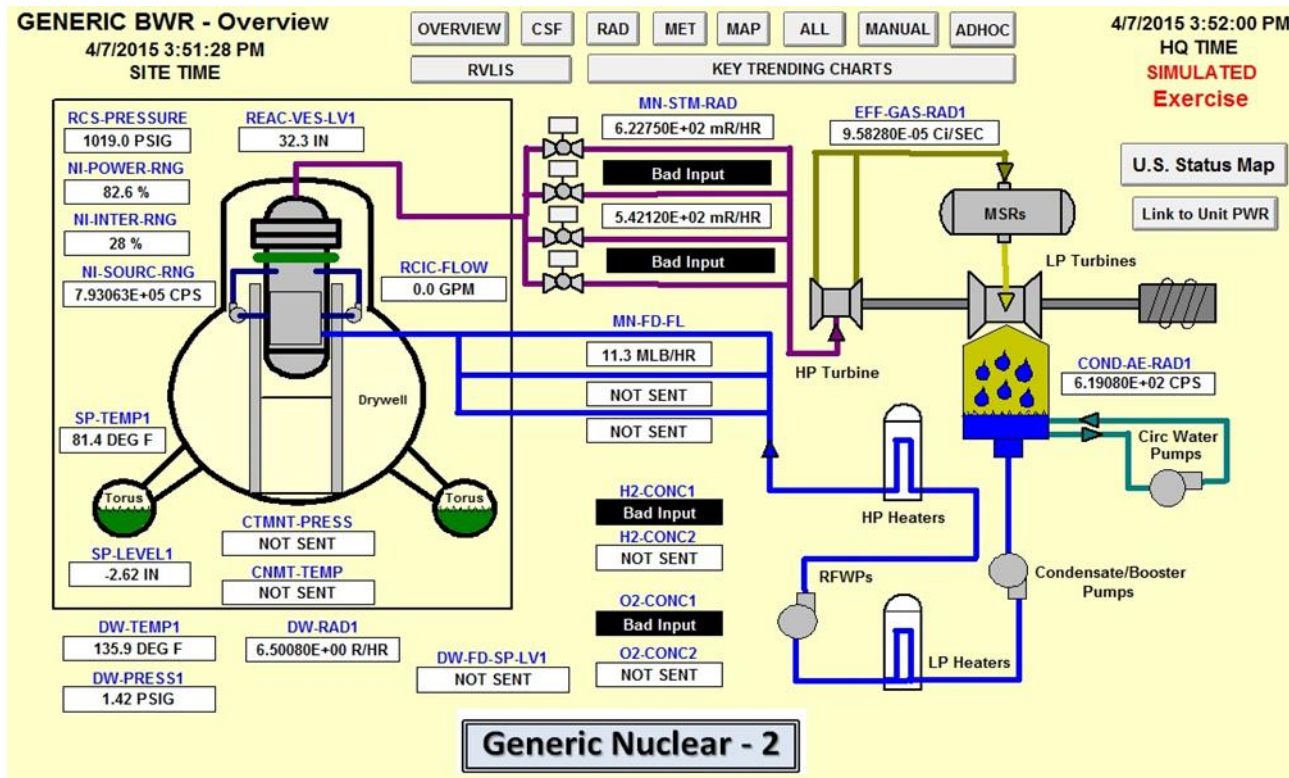 GENERIC BWR - Overview
4/7/2015 3:51:28 PM
SITE TIME
OVERVIEW
CSF
RAD
MET
MAP
ALL
MANUAL
ADHOC
RVLIS
KEY TRENDING CHARTS
4/7/2015 3:52:00 PM
HQ TIME
SIMULATED
Exercise
U.S. Status Map
Link to Unit PWR
RCS-PRESSURE
1019.0 PSIG
NI-POWER-RNG
82.6 %
NI-INTER-RNG
28 %
NI-SOURC-RNG
7.93063E+05 CPS
REAC-VES-LV1
32.3 IN
RCIC-FLOW
0.0 GPM
MN-STM-RAD
6.22750E+02 mR/HR
Bad Input
5.42120E+02 mR/HR
Bad Input
EFF-GAS-RAD1
9.58280E-05 Ci/SEC
MSRs
LP Turbines
HP Turbine
MN-FD-FL
11.3 MLB/HR
NOT SENT
NOT SENT
COND-AE-RAD1
6.19080E+02 CPS
Circ Water
Pumps
Drywell
SP-TEMP1
81.4 DEG F
Torus
Torus
SP-LEVEL1
-2.62 IN
CTMNT-PRESS
NOT SENT
CNMT-TEMP
NOT SENT
H2-CONC1
Bad Input
H2-CONC2
NOT SENT
O2-CONC1
Bad Input
O2-CONC2
NOT SENT
HP Heaters
RFWPs
Condensate/Booster
Pumps
LP Heaters
DW-TEMP1
135.9 DEG F
DW-PRESS1
1.42 PSIG
DW-RAD1
6.50080E+00 R/HR
DW-FD-SP-LV1
NOT SENT
Generic Nuclear - 2